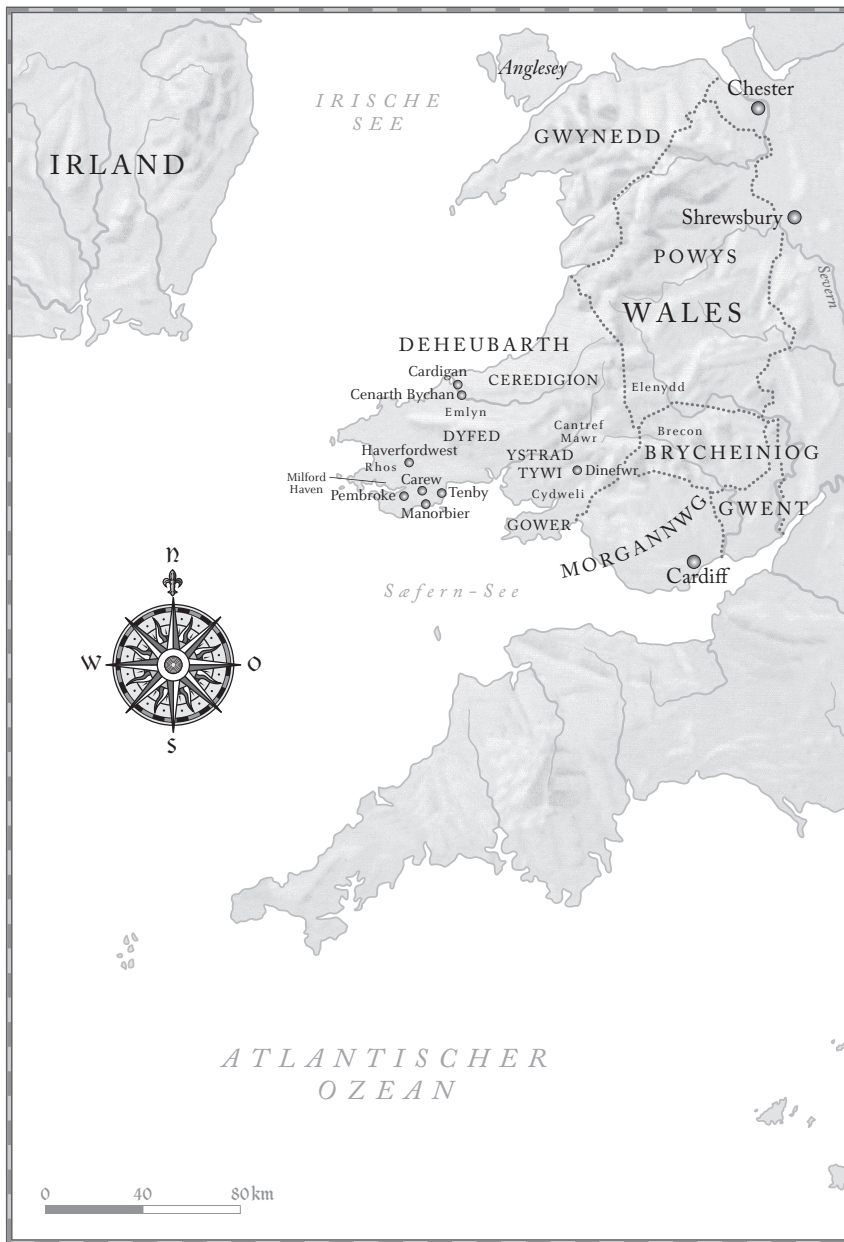 Anglesey
IRISCHE
SEE
Chester
GWYNEDD
IRLAND
Shrewsbury
POWYS
Severn
WALES
DEHEUBARTH
Cardigan
CEREDIGION
Elenydd
Cenarth Bychan
Emlyn
Cantref
Mawr
Brecon
DYFED
Haverfordwest
YSTRAD
TYWI
BRYCHEINIOG
Rhos
Dinefwr
Milford
Haven
Carew
Pembroke
Tenby
Cydweli
Manorbier
GOWER
GWENT
MORGANNWG
Cardiff
Sæfern-See
N
W
O
S
ATLANTISCHER
OZEAN
0 40 80 km